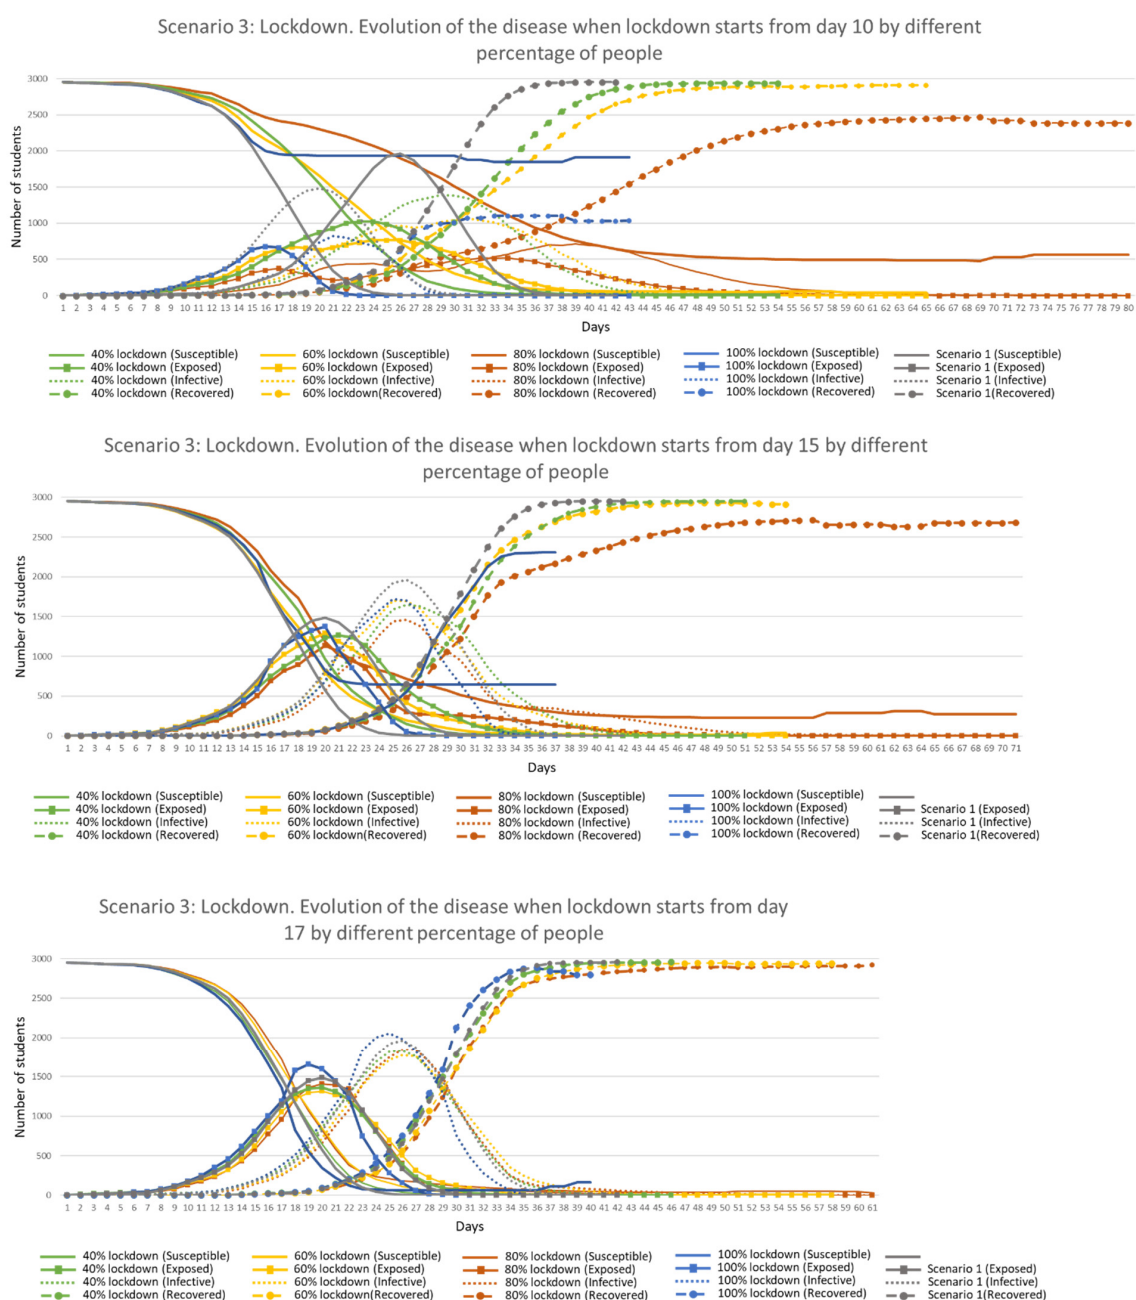 Scenario 3: Lockdown. Evolution of the disease when lockdown starts from day 10 by different
percentage of people
Number of students
3000
2500
2000
1500
1000
500
0
1 2 3 4 5 6 7 8 9 10 11 12 13 14 15 16 17 18 19 20 21 22 23 24 25 26 27 28 29 30 31 32 33 34 35 36 37 38 39 40 41 42 43 44 45 46 47 48 49 50 51 52 53 54 55 56 57 58 59 60 61 62 63 64 65 66 67 68 69 70 71 72 73 74 75 76 77 78 79 80
Days
40% lockdown (Susceptible) 60% lockdown (Susceptible) 80% lockdown (Susceptible) 100% lockdown (Susceptible) Scenario 1 (Susceptible)
40% lockdown (Exposed) 60% lockdown (Exposed) 80% lockdown (Exposed) 100% lockdown (Exposed) Scenario 1 (Exposed)
40% lockdown (Infective) 60% lockdown (Infective) 80% lockdown (Infective) 100% lockdown (Infective) Scenario 1 (Infective)
40% lockdown (Recovered) 60% lockdown(Recovered) 80% lockdown (Recovered) 100% lockdown (Recovered) Scenario 1(Recovered)
Scenario 3: Lockdown. Evolution of the disease when lockdown starts from day 15 by different
percentage of people
Number of students
3000
2500
2000
1500
1000
500
0
1 2 3 4 5 6 7 8 9 10 11 12 13 14 15 16 17 18 19 20 21 22 23 24 25 26 27 28 29 30 31 32 33 34 35 36 37 38 39 40 41 42 43 44 45 46 47 48 49 50 51 52 53 54 55 56 57 58 59 60 61 62 63 64 65 66 67 68 69 70 71
Days
40% lockdown (Susceptible) 60% lockdown (Susceptible) 80% lockdown (Susceptible) 100% lockdown (Susceptible)
40% lockdown (Exposed) 60% lockdown (Exposed) 80% lockdown (Exposed) 100% lockdown (Exposed) Scenario 1 (Exposed)
40% lockdown (Infective) 60% lockdown (Infective) 80% lockdown (Infective) 100% lockdown (Infective) Scenario 1 (Infective)
40% lockdown (Recovered) 60% lockdown(Recovered) 80% lockdown (Recovered) 100% lockdown (Recovered) Scenario 1(Recovered)
Scenario 3: Lockdown. Evolution of the disease when lockdown starts from day
17 by different percentage of people
Number of students
3000
2500
2000
1500
1000
500
0
1 2 3 4 5 6 7 8 9 10 11 12 13 14 15 16 17 18 19 20 21 22 23 24 25 26 27 28 29 30 31 32 33 34 35 36 37 38 39 40 41 42 43 44 45 46 47 48 49 50 51 52 53 54 55 56 57 58 59 60 61
Days
40% lockdown (Susceptible) 60% lockdown (Susceptible) 80% lockdown (Susceptible) 100% lockdown (Susceptible)
40% lockdown (Exposed) 60% lockdown (Exposed) 80% lockdown (Exposed) 100% lockdown (Exposed) Scenario 1 (Exposed)
40% lockdown (Infective) 60% lockdown (Infective) 80% lockdown (Infective) 100% lockdown (Infective) Scenario 1 (Infective)
40% lockdown (Recovered) 60% lockdown(Recovered) 80% lockdown (Recovered) 100% lockdown (Recovered) Scenario 1(Recovered)